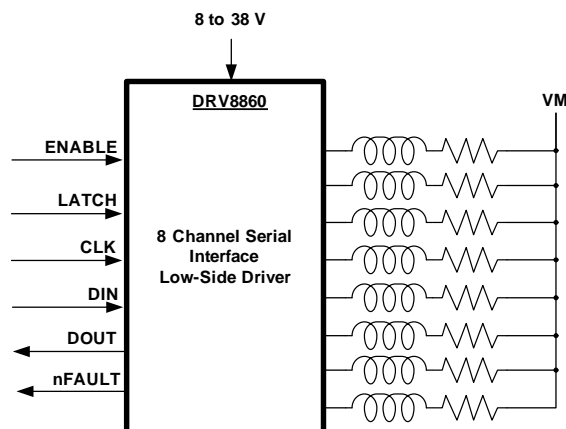 8 to 38 V
DRV8860
VM
ENABLE
LATCH
CLK
DIN
DOUT
nFAULT
8 Channel Serial
Interface
Low-Side Driver